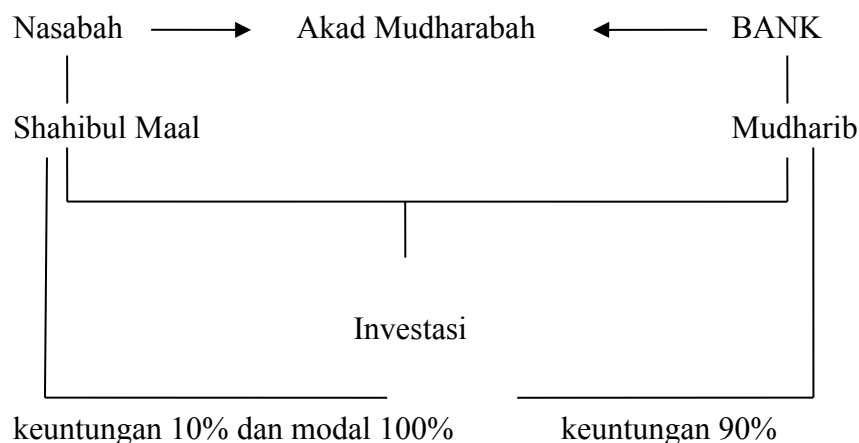 Nasabah Akad Mudharabah BANK
Shahibul Maal Mudharib
Investasi
keuntungan 10% dan modal 100% keuntungan 90%